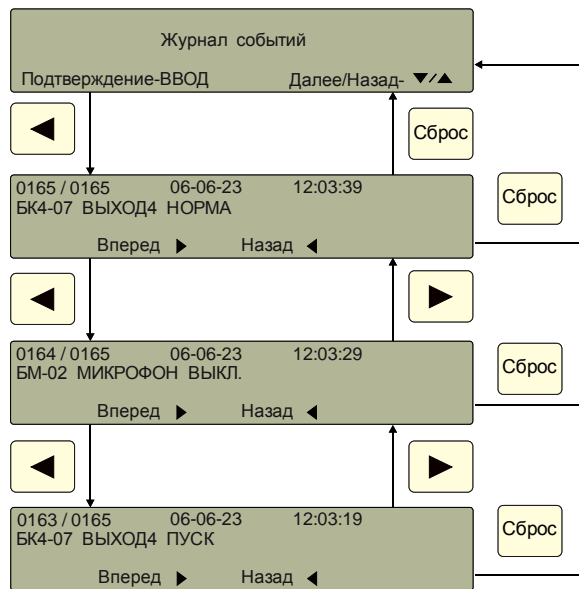 Журнал событий
Подтверждение-ВВОД Далее/Назад- ▼/▲
Сброс
0165 / 0165 06-06-23 12:03:39
БК4-07 ВЫХОД4 НОРМА
Вперед ▶ Назад ◀
Сброс
0164 / 0165 06-06-23 12:03:29
БМ-02 МИКРОФОН ВЫКЛ.
Вперед ▶ Назад ◀
Сброс
0163 / 0165 06-06-23 12:03:19
БК4-07 ВЫХОД4 ПУСК
Вперед ▶ Назад ◀
Сброс